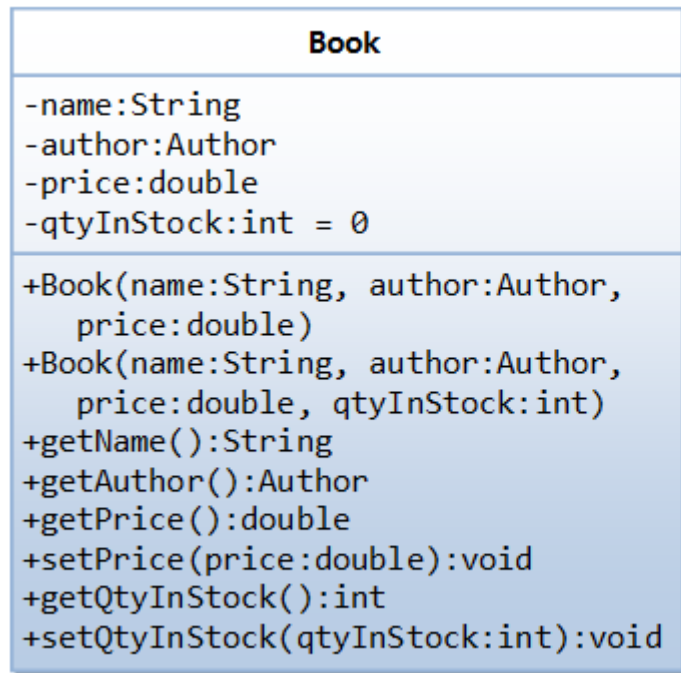 Book
-name:String
-author:Author
-price:double
-qtyInStock:int = 0
+Book(name:String, author:Author,
price:double)
+Book(name:String, author:Author,
price:double, qtyInStock:int)
+getName():String
+getAuthor():Author
+getPrice():double
+setPrice(price:double):void
+getQtyInStock():int
+setQtyInStock(qtyInStock:int):void